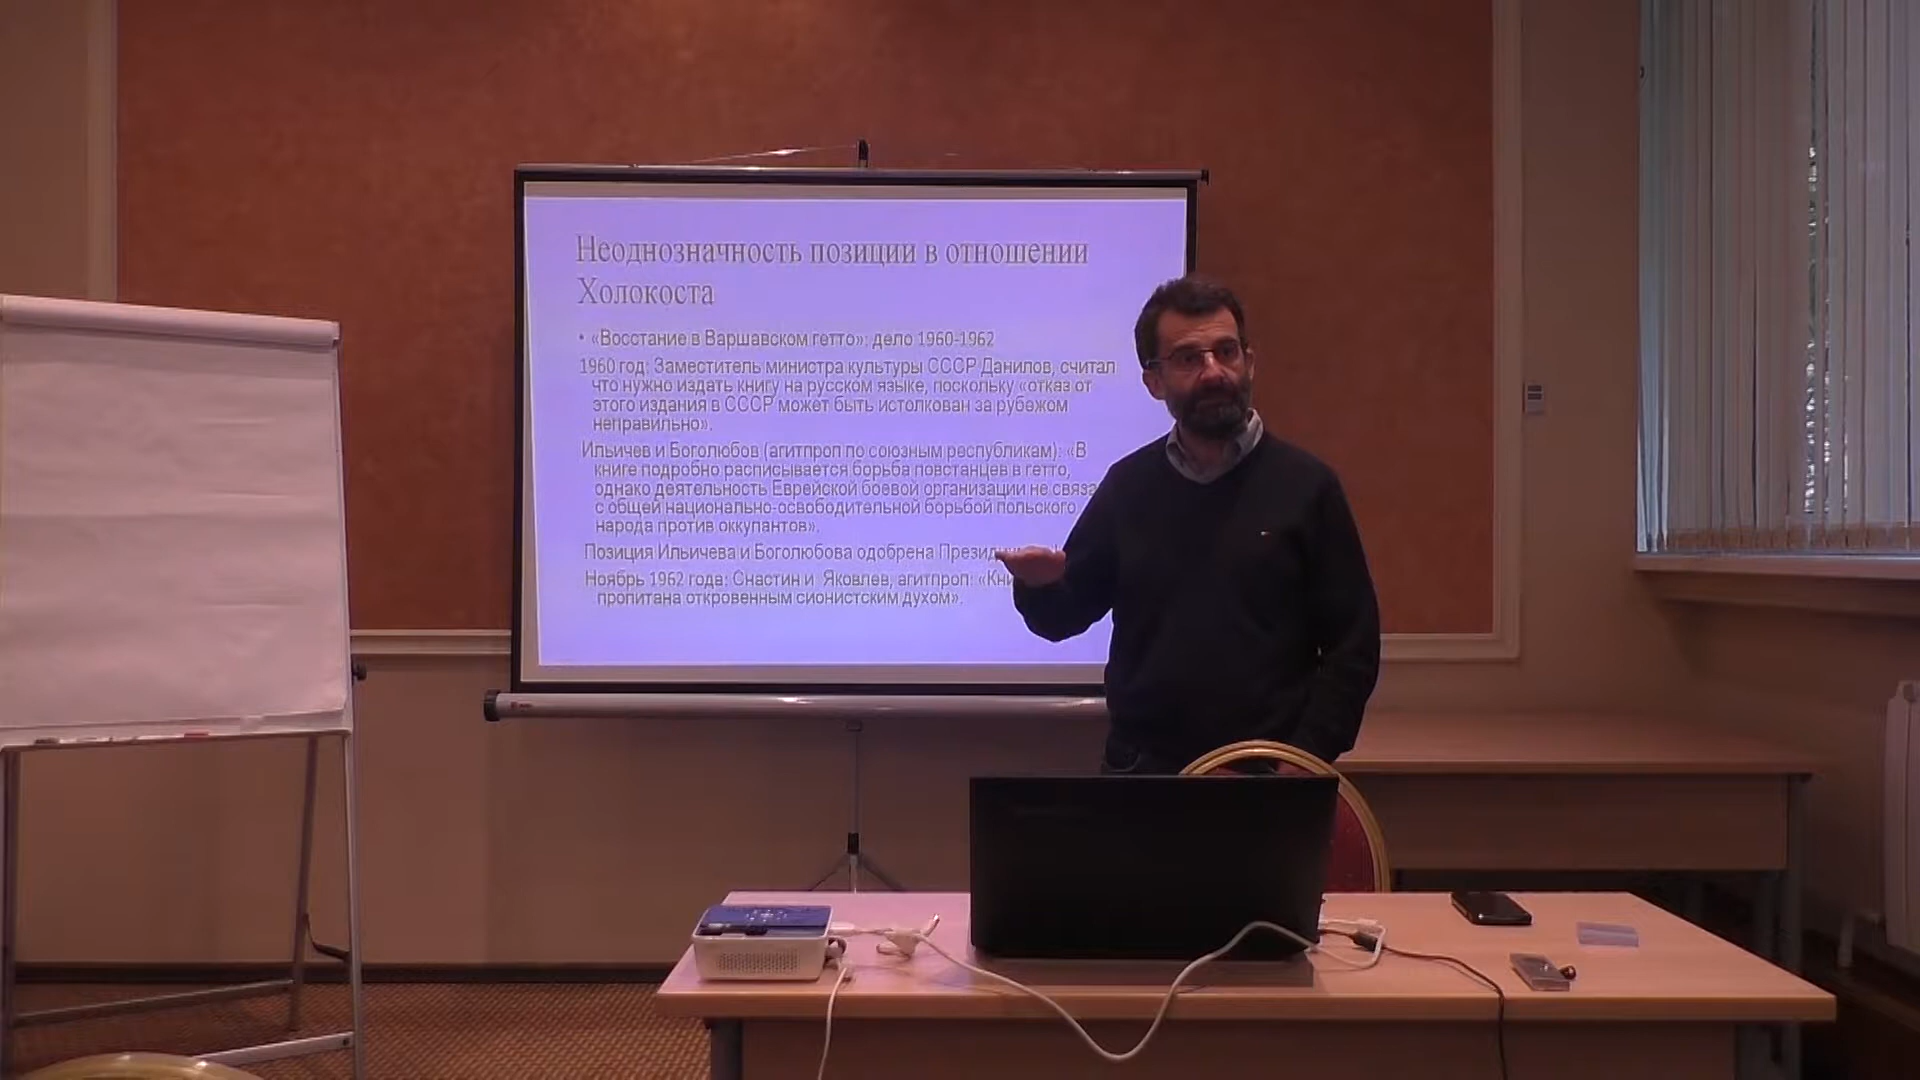 Неоднозначность позиции в отношении
Холокоста
• «Восстание в Варшавском гетто»: дело 1960-1962
1960 год: Заместитель министра культуры СССР Данилов, считал
что нужно издать книгу на русском языке, поскольку «отказ от
этого издания в СССР может быть истолкован за рубежом
неправильно».
Ильичев и Боголюбов (агитпроп по союзным республикам): «В
книге подробно расписывается борьба повстанцев в гетто,
однако деятельность Еврейской боевой организации не связа
с общей национально-освободительной борьбой польского
народа против оккупантов».
Позиция Ильичева и Боголюбова одобрена
Ноябрь 1962 года: Снастин и Яковлев, агитпроп:
пропитана откровенным сионистским духом».